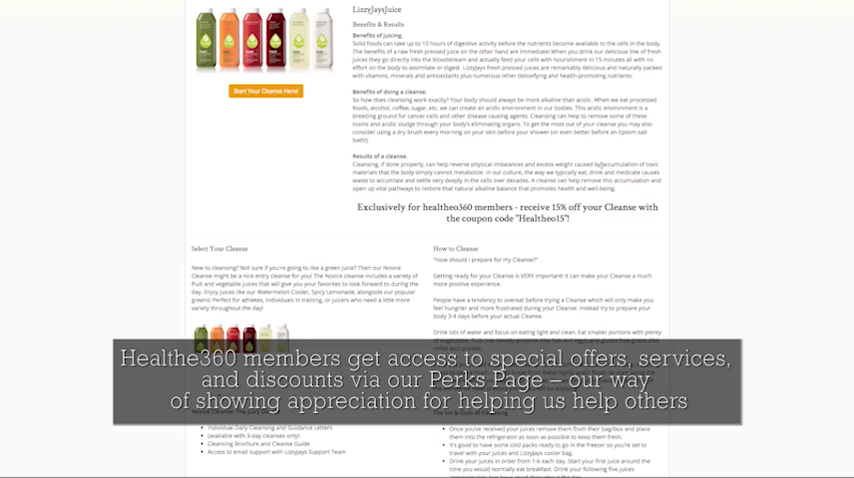 LizzyJaysJuice
Benefits & Results
Benefits of juicing.
Solid foods can take up to 10 hours of digestive activity before the nutrients become available to the cells in the body.
The benefits of a raw fresh pressed juice on the other hand are immediate! When you drink our delicious line of fresh
juices they go directly into the bloodstream and actually feed your cells with nourishment in 15 minutes all with no
effort on the body to assimilate or digest. Lizzyjays fresh pressed juices are remarkably delicious and naturally packed
with vitamins, minerals and antioxidants plus numerous other detoxifying and health-promoting nutrients.
Start Your Cleanse Here!
Benefits of doing a cleanse.
So how does cleansing work exactly? Your body should always be more alkaline than acidic. When we eat processed
foods, alcohol, coffee, sugar, etc. we can create an acidic environment in our bodies. This acidic environment is a
breeding ground for cancer-cells and other disease causing agents. Cleansing can help to remove some of these
toxins and acidic sludge through your body's eliminating organs. To get the most out of your cleanse you may also
consider using a dry brush every morning on your skin before your shower (or even better before an Epsom salt
bath!)
Results of a cleanse.
Cleansing, if done properly, can help reverse physical imbalances and excess weight caused by accumulation of toxic
materials that the body simply cannot metabolize. In our culture, the way we typically eat, drink and medicate causes
waste to accumlate and settle very deeply in the cells over decades. A cleanse can help remove this accumulation and
open up vital pathways to restore that natural alkaline balance that promotes health and well-being.
Exclusively for healtheo360 members - receive 15% off your Cleanse with
the coupon code "Healtheo15"!
Select Your Cleanse
New to cleansing? Not sure if you're going to like a green juice? Then our Novice
Cleanse might be a nice entry cleanse for you! The Novice cleanse includes a variety of
fruit and vegetable juices that will give you your favorites to look forward to during the
day. Enjoy juices like our Watermelon Cooler, Spicy Lemonade, alongside our popular
greens! Perfect for athletes, individuals in training, or juicers who need a little more
variety throughout the day!
How to Cleanse
"How should I prepare for my Cleanse?"
Getting ready for your Cleanse is VERY important! It can make your Cleanse a much
more positive experience.
People have a tendency to overeat before trying a Cleanse which will only make you
feel hungrier and more frustrated during your Cleanse. Instead try to prepare your
body 3-4 days before your actual Cleanse.
Drink lots of water and focus on eating light and clean. Eat smaller portions with plenty
Healthe360 members get access to special offers, services,
and discounts via our Perks Page – our way
of showing appreciation for helping us help others
Novice Cleanse: The Juicy
Individual Daily Cleansing and Guidance Letters
(available with 3-day cleanses only)
Cleansing Brochure and Cleanse Guide
Access to email support with LizzyJays Support Team
The Ins & Outs of Cleansing
Once you've received your juices remove them from their bag/box and place
them into the refrigerator as soon as possible to keep them fresh.
It's good to have some cold packs ready to go in the freezer so you're set to
travel with your juices and Lizzyjays cooler bag.
Drink your juices in order from 1-6 each day. Start your first juice around the
time you would normally eat breakfast. Drink your following five juices